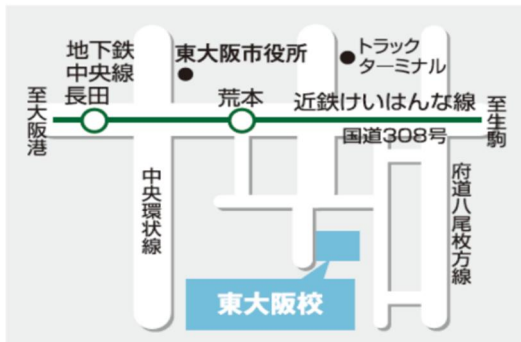 地下鉄
中央線
長田
東大阪市役所
トラック
ターミナル
荒本
近鉄けいはんな線
国道308号
至大阪港
至生駒
中央環状線
府道八尾枚方線
東大阪校